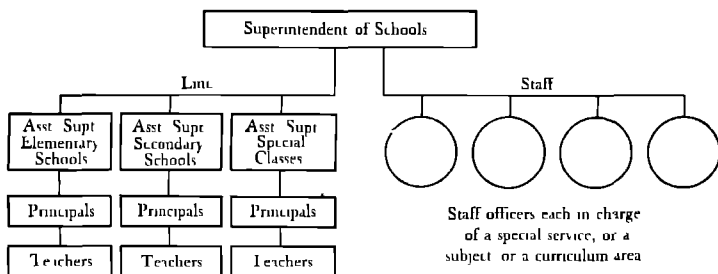 Superintendent of Schools
Line
Staff
Asst Supt
Elementary
Schools
Asst Supt
Secondary
Schools
Asst Supt
Special
Classes
Principals
Principals
Principals
Teachers
Teachers
Teachers
Staff officers each in charge
of a special service, or a
subject or a curriculum area